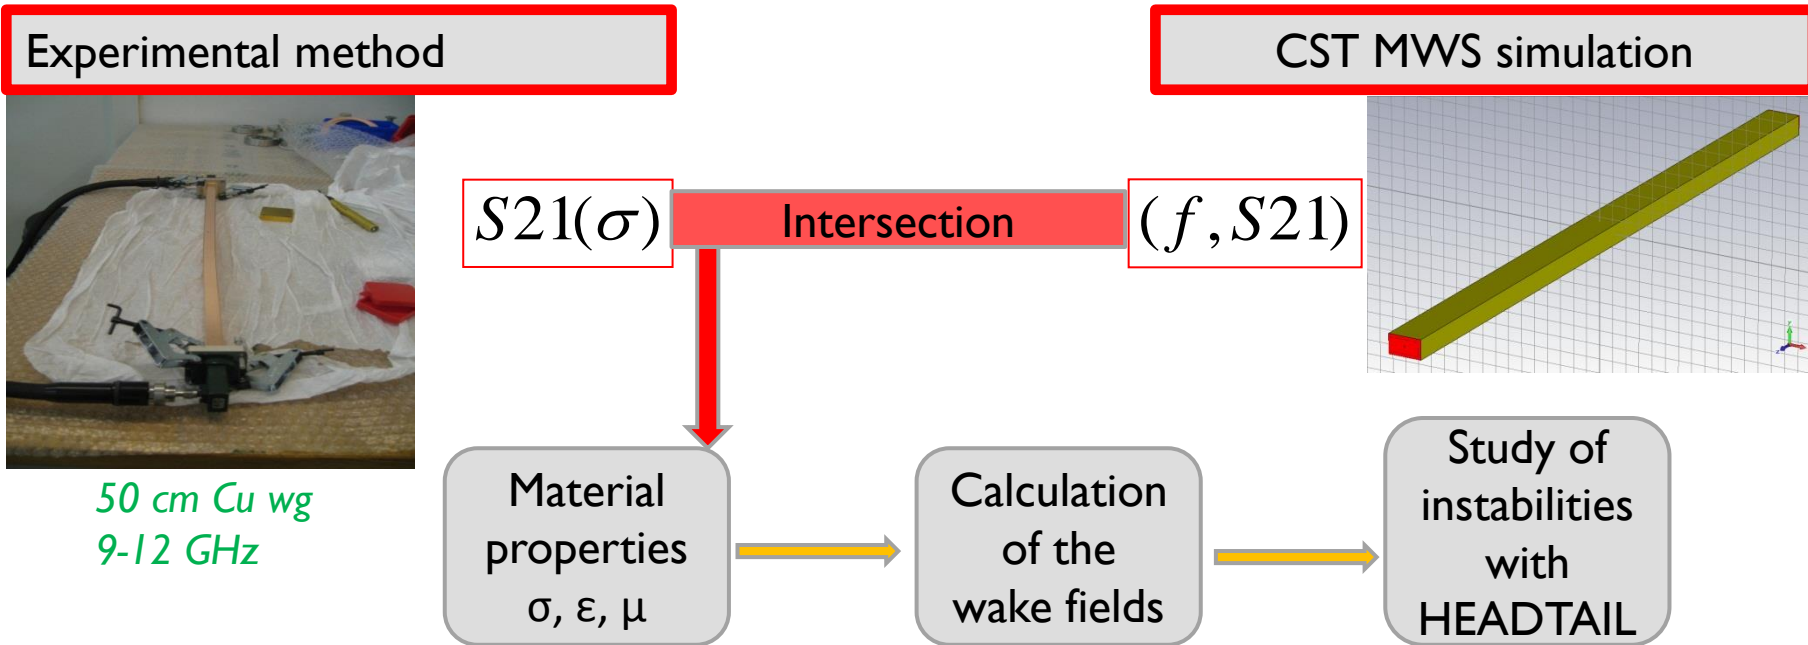 Experimental method
CST MWS simulation
S21(σ)
Intersection
(f,S21)
50 cm Cu wg
9-12 GHz
Material
properties
σ, ε, μ
Calculation
of the
wake fields
Study of
instabilities
with
HEADTAIL